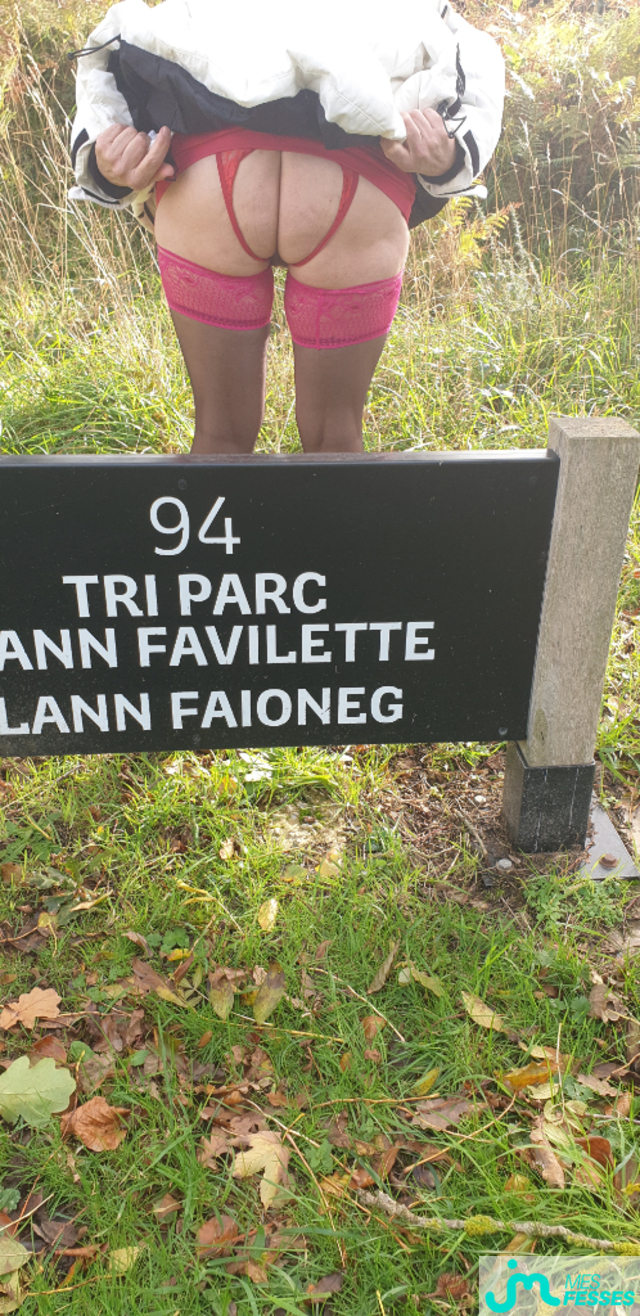 94
TRI PARC
ANN FAVILETTE
LANN FAIONEG
MES
FESSES